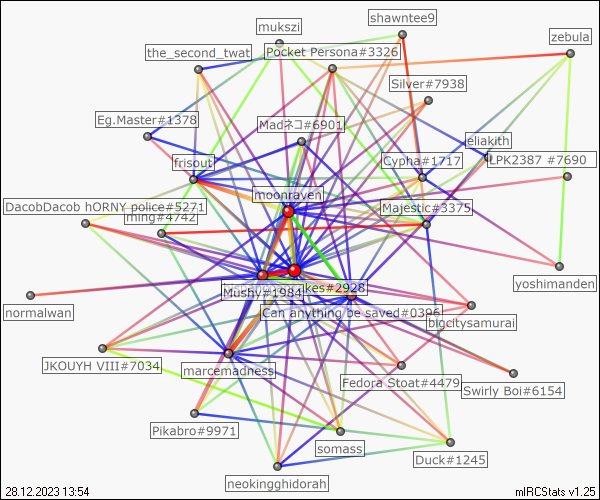 shawntee9
mukszi
zebula
the_second_twat
Pocket Persona#3326
Silver#7938
Eg.Master#1378
Madネコ#6901
eliakith
frisout
Cypha#1717
LPK2387 #7690
moonraven
DacobDacob hORNY police#5271
Majestic#3375
ming#4742
yoshimanden
kes#2928
Mushy#1984
normalwan
Can anything be saved#0396
bigcitysamurai
JKOUYH VIII#7034
marcemadness
Fedora Stoat#4479
Swirly Boi#6154
Pikabro#9971
somass
Duck#1245
neokingghidorah
28.12.2023 13:54
mIRCStats v1.25